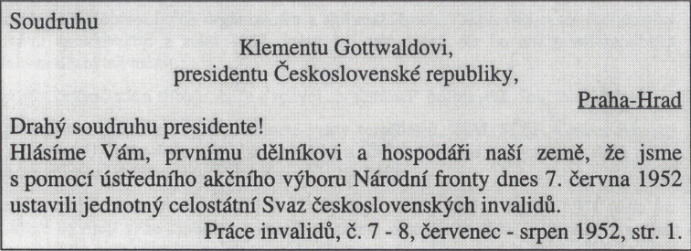 Soudruhu
Klementu Gottwaldovi,
presidentu Československé republiky,
Praha-Hrad
Drahý soudruhu presidente!
Hlásíme Vám, prvnímu dělníkovi a hospodáři naší země, že jsme
s pomocí ústředního akčního výboru Národní fronty dnes 7. června 1952
ustavili jednotný celostátní Svaz československých invalidů.
Práce invalidů, č. 7 - 8, červenec - srpen 1952, str. 1.